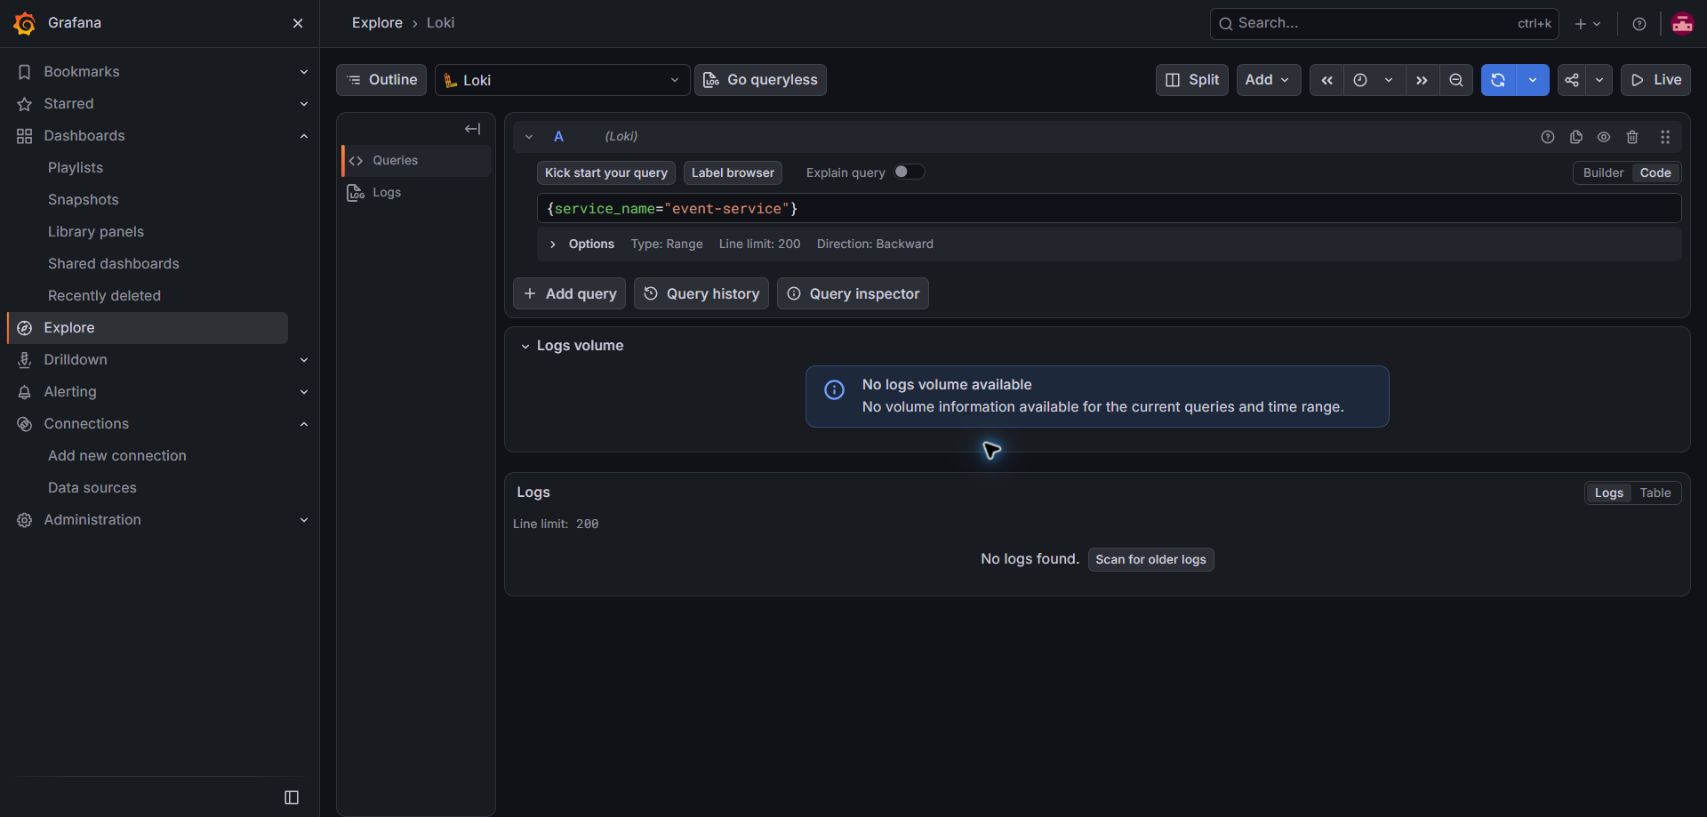 Grafana
Explore › Loki
Search...
ctrl+k
Bookmarks
Starred
Dashboards
Playlists
Snapshots
Library panels
Shared dashboards
Recently deleted
Explore
Drilldown
Alerting
Connections
Add new connection
Data sources
Administration
Outline
Loki
Go queryless
Split
Add
Live
Queries
Logs
A
(Loki)
Kick start your query
Label browser
Explain query
Builder
Code
{service_name="event-service"}
Options
Type: Range
Line limit: 200
Direction: Backward
+ Add query
Query history
Query inspector
Logs volume
No logs volume available
No volume information available for the current queries and time range.
Logs
Logs
Table
Line limit: 200
No logs found.
Scan for older logs